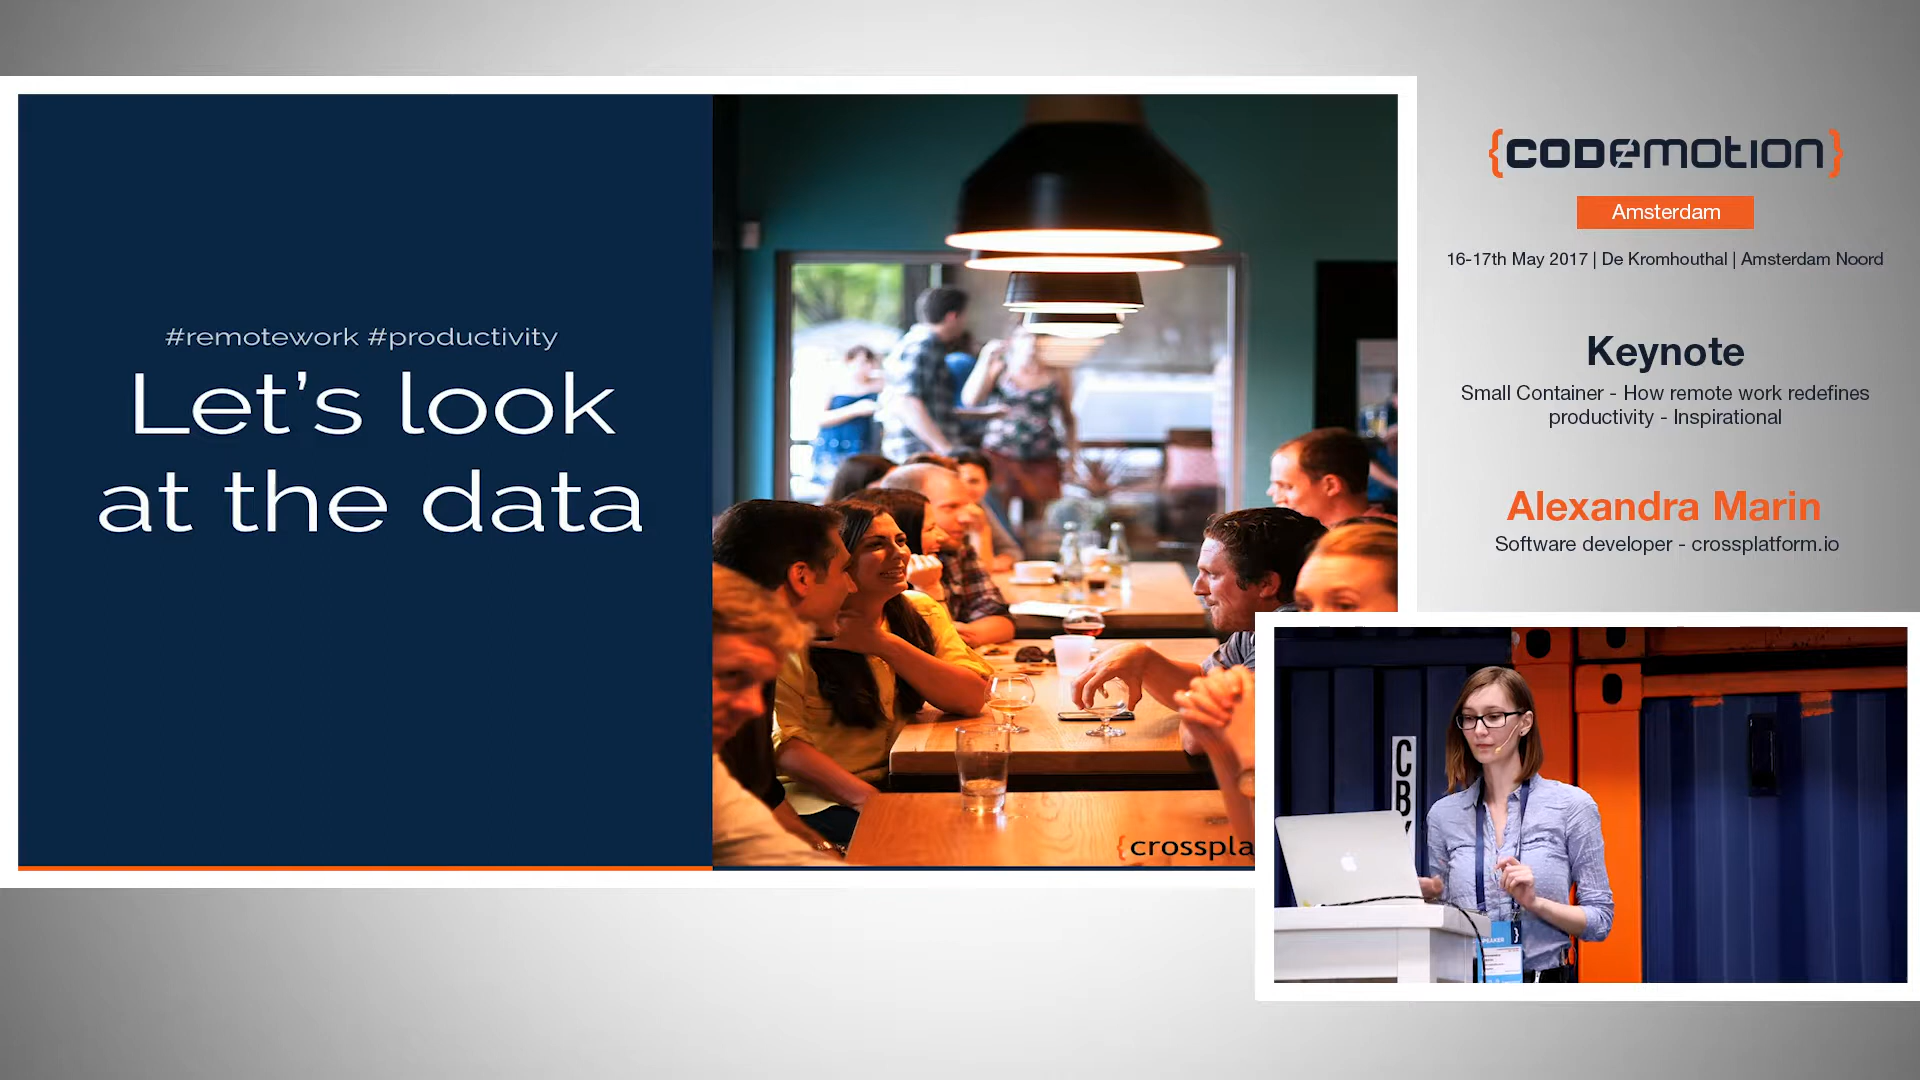 #remotework #productivity
Let's look
at the data
{crosspla
{CODEMOTION}
Amsterdam
16-17th May 2017 | De Kromhouthal | Amsterdam Noord
Keynote
Small Container - How remote work redefines
productivity - Inspirational
Alexandra Marin
Software developer - crossplatform.io
CB